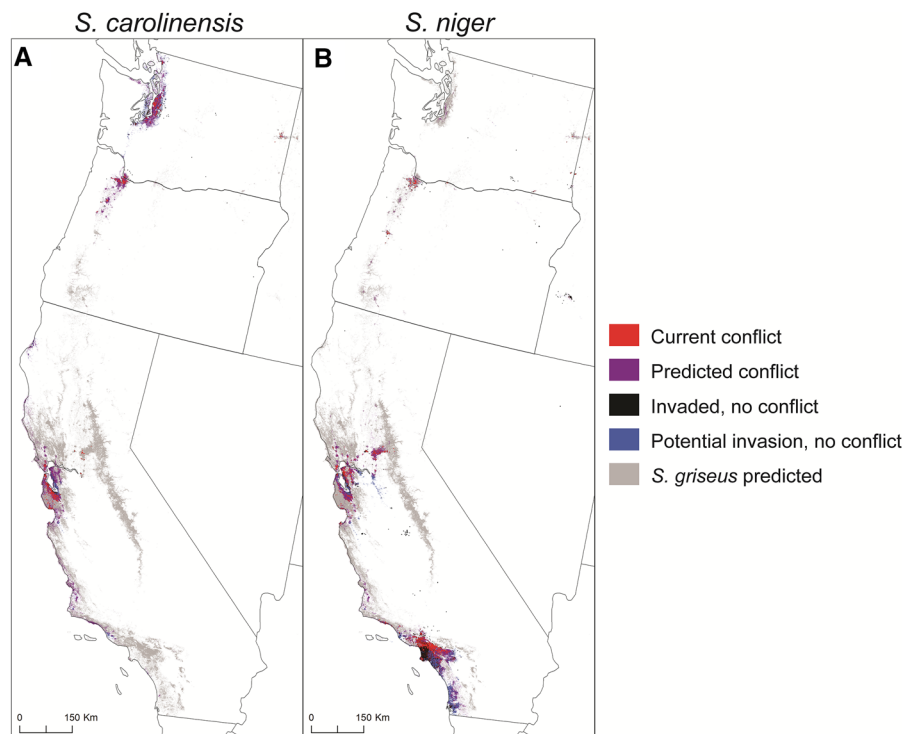 S. carolinensis
S. niger
A
B
Current conflict
Predicted conflict
Invaded, no conflict
Potential invasion, no conflict
S. griseus predicted
0 150 Km
0 150 Km